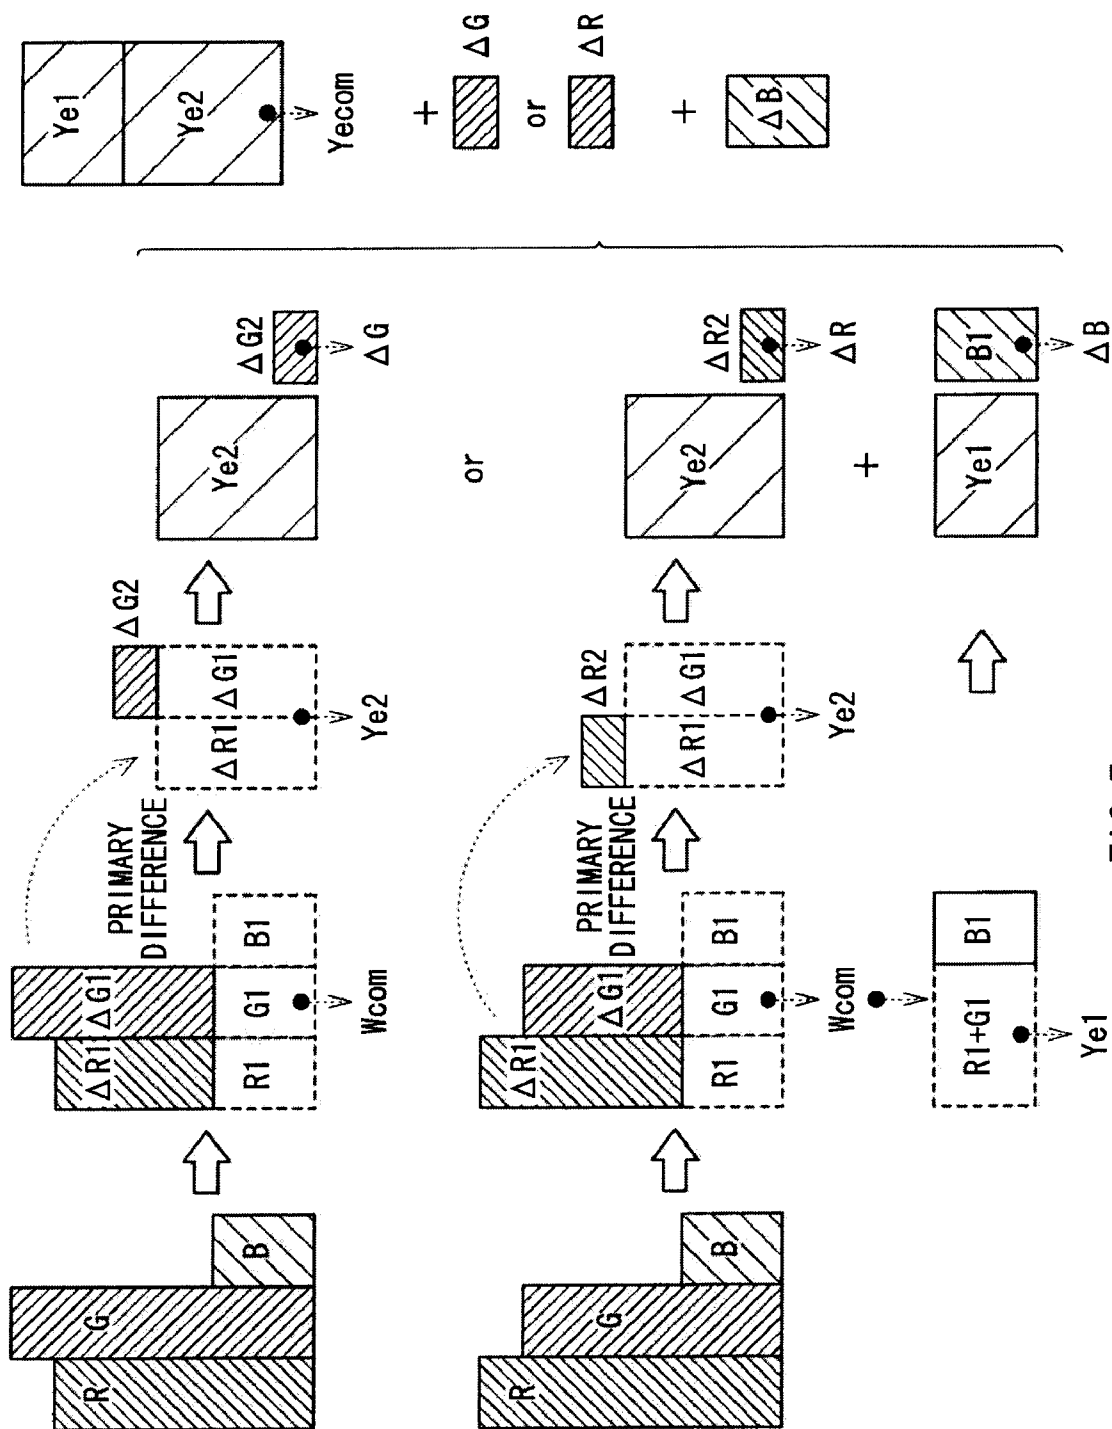 R
G
B
ΔR1
ΔG1
R1
G1
B1
Wcom
PRIMARY
DIFFERENCE
ΔG2
ΔR1
ΔG1
Ye2
Ye2
ΔG2
ΔG
or
R
G
B
ΔR1
ΔG1
R1
G1
B1
Wcom
PRIMARY
DIFFERENCE
ΔR2
ΔR1
ΔG1
Ye2
Ye2
ΔR2
ΔR
+
R1+G1
B1
Ye1
Ye1
B1
ΔB
Ye1
Ye2
Yecom
+
ΔG
or
ΔR
+
ΔB